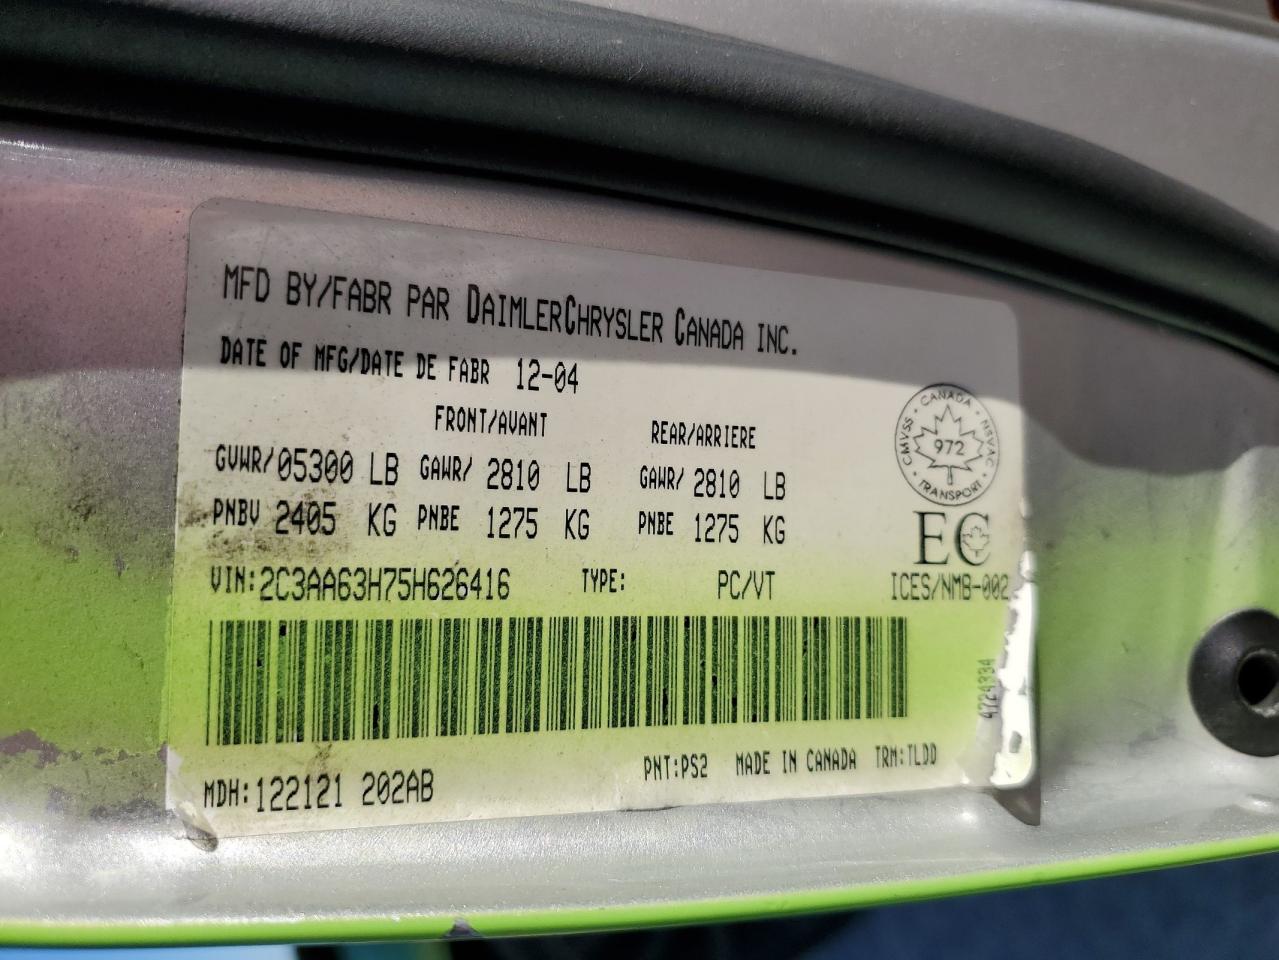 MFD BY/FABR PAR DAIMLERCHRYSLER CANADA INC.
DATE OF MFG/DATE DE FABR 12-04
FRONT/AVANT REAR/ARRIERE
GVWR/05300 LB GAWR/ 2810 LB GAWR/ 2810 LB
PNBV 2405 KG PNBE 1275 KG PNBE 1275 KG
VIN:2C3AA63H75H626416 TYPE: PC/VT ICES/NMB-002
CANADA
CMVSS • NSVAC
972
TRANSPORT
EC
4724334
MDH:122121 202AB PNT:PS2 MADE IN CANADA TRM:TLDD